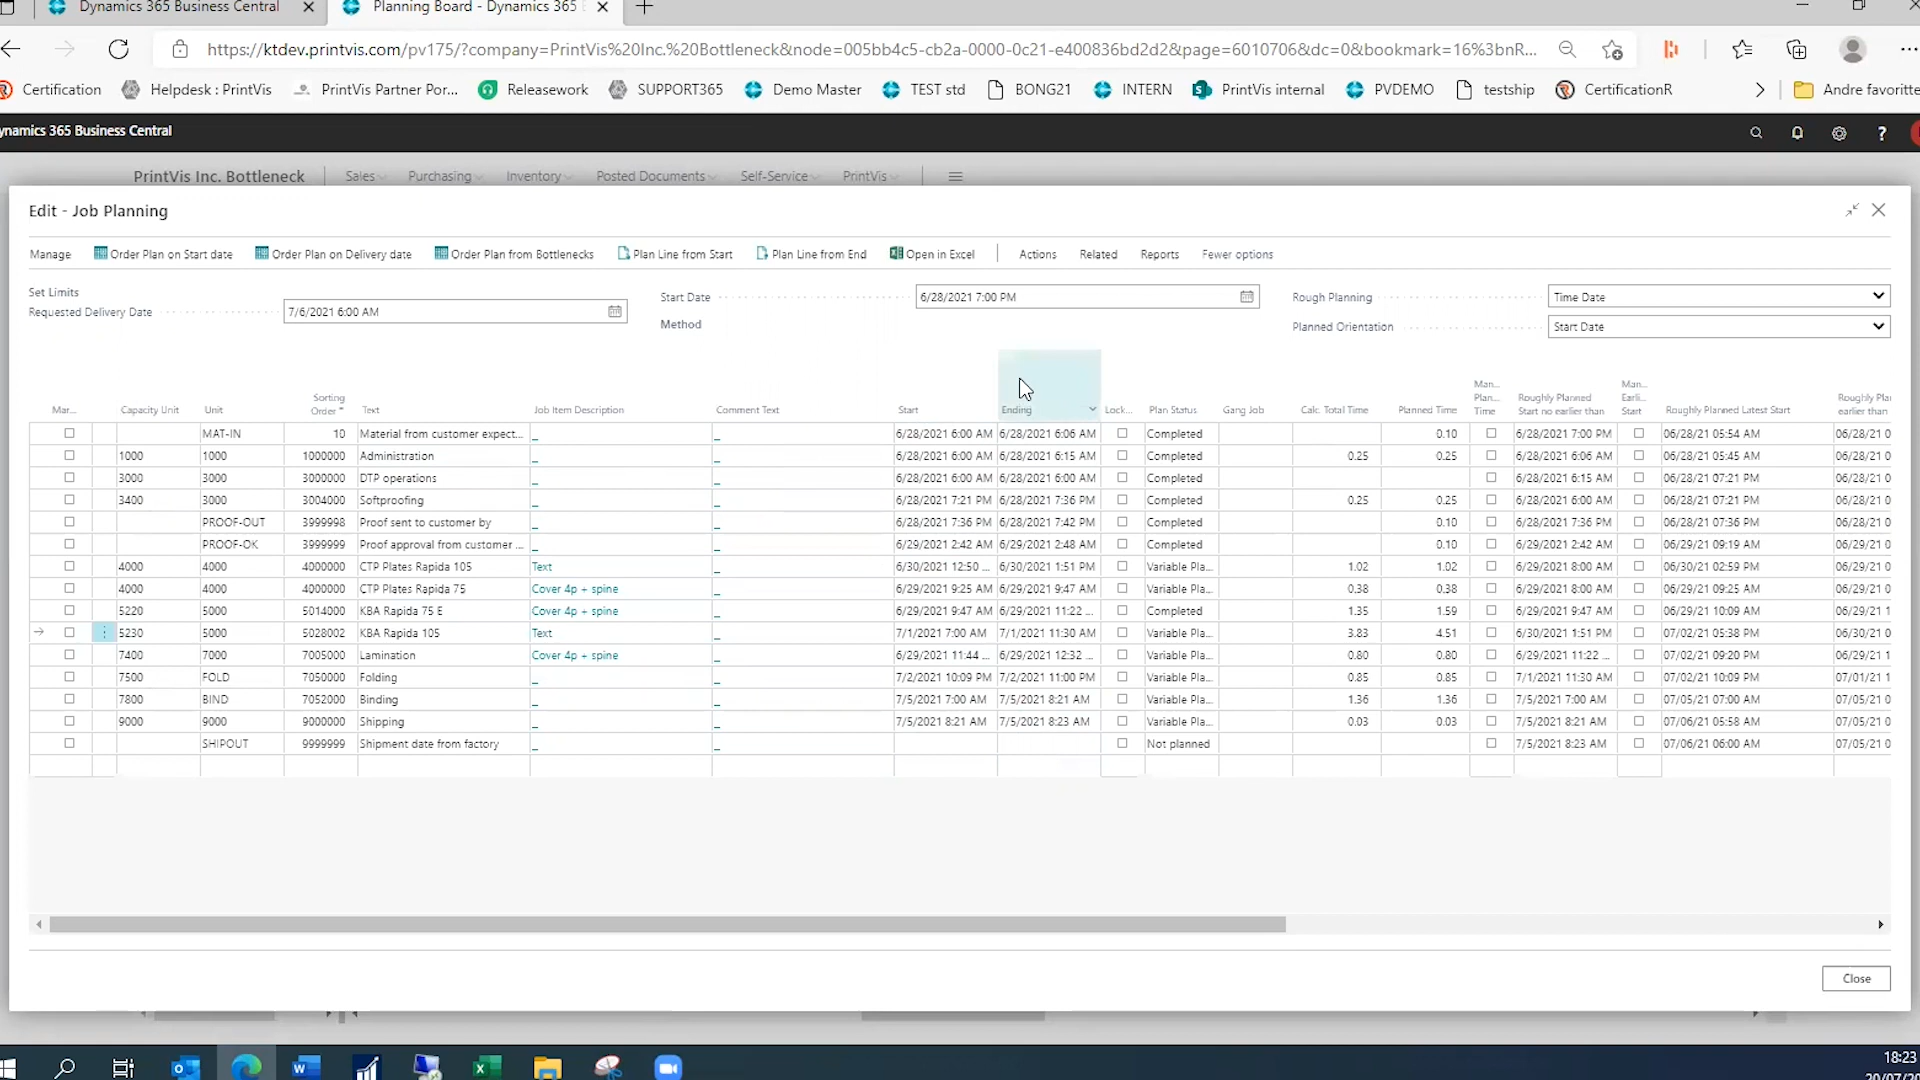 Dynamics 365 Business Central
Planning Board - Dynamics 365
https://ktdev.printvis.com/pv175/?company=PrintVis%20Inc.%20Bottleneck&node=005bb4c5-cb2a-0000-0c21-e400836bd2d2&page=6010706&dc=0&bookmark=16%3bnR...
Certification Helpdesk : PrintVis PrintVis Partner Por... Releasework SUPPORT365 Demo Master TEST std BONG21 INTERN PrintVis internal PVDEMO testship CertificationR Andre favoritte
ynamics 365 Business Central
PrintVis Inc. Bottleneck Sales Purchasing Inventory Posted Documents Self-Service PrintVis
Edit - Job Planning
Manage Order Plan on Start date Order Plan on Delivery date Order Plan from Bottlenecks Plan Line from Start Plan Line from End Open in Excel Actions Related Reports Fewer options
Set Limits
Requested Delivery Date 7/6/2021 6:00 AM
Start Date 6/28/2021 7:00 PM
Method
Rough Planning Time Date
Planned Orientation Start Date
Mar... Capacity Unit Unit Sorting Order Text Job Item Description Comment Text Start Ending Lock... Plan Status Gang Job Calc. Total Time Planned Time Man... Plan... Time Roughly Planned Start no earlier than Man... Earli... Start Roughly Planned Latest Start Roughly Pla earlier than
MAT-IN 10 Material from customer expect... _ _ 6/28/2021 6:00 AM 6/28/2021 6:06 AM Completed 0.10 6/28/2021 7:00 PM 06/28/21 05:54 AM 06/28/21 0
1000 1000 1000000 Administration _ _ 6/28/2021 6:00 AM 6/28/2021 6:15 AM Completed 0.25 0.25 6/28/2021 6:06 AM 06/28/21 05:45 AM 06/28/21 0
3000 3000 3000000 DTP operations _ _ 6/28/2021 6:00 AM 6/28/2021 6:00 AM Completed 6/28/2021 6:15 AM 06/28/21 07:21 PM 06/28/21 0
3400 3000 3004000 Softproofing _ _ 6/28/2021 7:21 PM 6/28/2021 7:36 PM Completed 0.25 0.25 6/28/2021 6:00 AM 06/28/21 07:21 PM 06/28/21 0
PROOF-OUT 3999998 Proof sent to customer by _ _ 6/28/2021 7:36 PM 6/28/2021 7:42 PM Completed 0.10 6/28/2021 7:36 PM 06/28/21 07:36 PM 06/28/21 0
PROOF-OK 3999999 Proof approval from customer ... _ _ 6/29/2021 2:42 AM 6/29/2021 2:48 AM Completed 0.10 6/29/2021 2:42 AM 06/29/21 09:19 AM 06/29/21 0
4000 4000 4000000 CTP Plates Rapida 105 Text _ 6/30/2021 12:50 ... 6/30/2021 1:51 PM Variable Pla... 1.02 1.02 6/29/2021 8:00 AM 06/30/21 02:59 PM 06/29/21 0
4000 4000 4000000 CTP Plates Rapida 75 Cover 4p + spine _ 6/29/2021 9:25 AM 6/29/2021 9:47 AM Variable Pla... 0.38 0.38 6/29/2021 8:00 AM 06/29/21 09:25 AM 06/29/21 0
5220 5000 5014000 KBA Rapida 75 E Cover 4p + spine _ 6/29/2021 9:47 AM 6/29/2021 11:22 ... Completed 1.35 1.59 6/29/2021 9:47 AM 06/29/21 10:09 AM 06/29/21 1
5230 5000 5028002 KBA Rapida 105 Text _ 7/1/2021 7:00 AM 7/1/2021 11:30 AM Variable Pla... 3.83 4.51 6/30/2021 1:51 PM 07/02/21 05:38 PM 06/30/21 0
7400 7000 7005000 Lamination Cover 4p + spine _ 6/29/2021 11:44 ... 6/29/2021 12:32 ... Variable Pla... 0.80 0.80 6/29/2021 11:22 ... 07/02/21 09:20 PM 06/29/21 1
7500 FOLD 7050000 Folding _ _ 7/2/2021 10:09 PM 7/2/2021 11:00 PM Variable Pla... 0.85 0.85 7/1/2021 11:30 AM 07/02/21 10:09 PM 07/01/21 1
7800 BIND 7052000 Binding _ _ 7/5/2021 7:00 AM 7/5/2021 8:21 AM Variable Pla... 1.36 1.36 7/5/2021 7:00 AM 07/05/21 07:00 AM 07/05/21 0
9000 9000 9000000 Shipping _ _ 7/5/2021 8:21 AM 7/5/2021 8:23 AM Variable Pla... 0.03 0.03 7/5/2021 8:21 AM 07/06/21 05:58 AM 07/05/21 0
SHIPOUT 9999999 Shipment date from factory _ _ Not planned 7/5/2021 8:23 AM 07/06/21 06:00 AM 07/05/21 0
Close
18:23